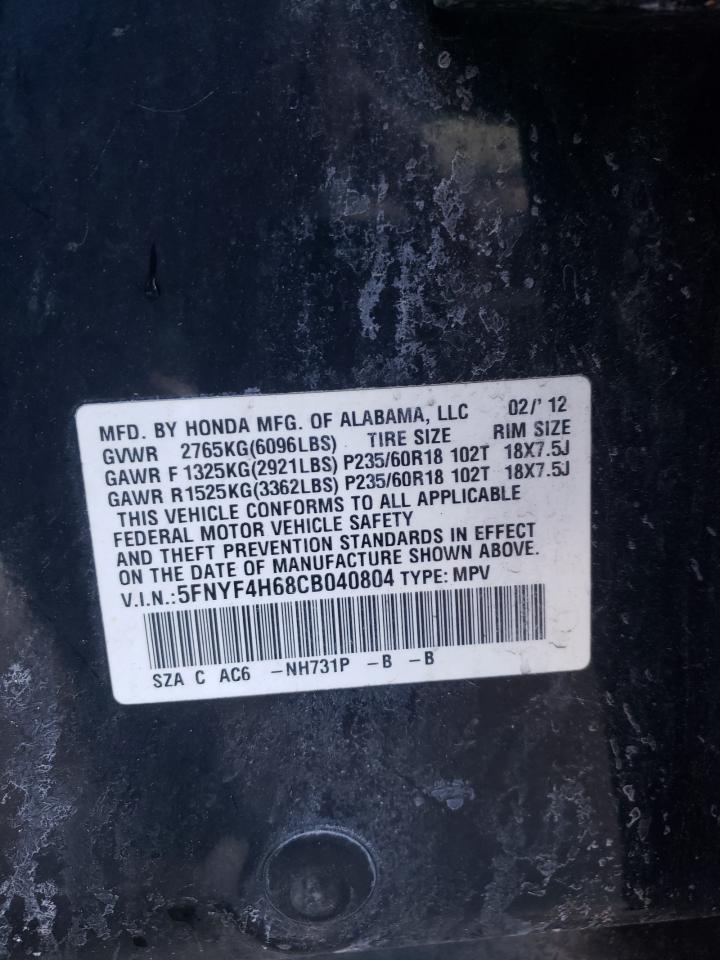 MFD. BY HONDA MFG. OF ALABAMA, LLC 02/' 12
GVWR 2765KG(6096LBS) TIRE SIZE RIM SIZE
GAWR F 1325KG(2921LBS) P235/60R18 102T 18X7.5J
GAWR R1525KG(3362LBS) P235/60R18 102T 18X7.5J
THIS VEHICLE CONFORMS TO ALL APPLICABLE
FEDERAL MOTOR VEHICLE SAFETY
AND THEFT PREVENTION STANDARDS IN EFFECT
ON THE DATE OF MANUFACTURE SHOWN ABOVE.
V.I.N.:5FNYF4H68CB040804 TYPE: MPV
SZA C AC6 -NH731P -B -B